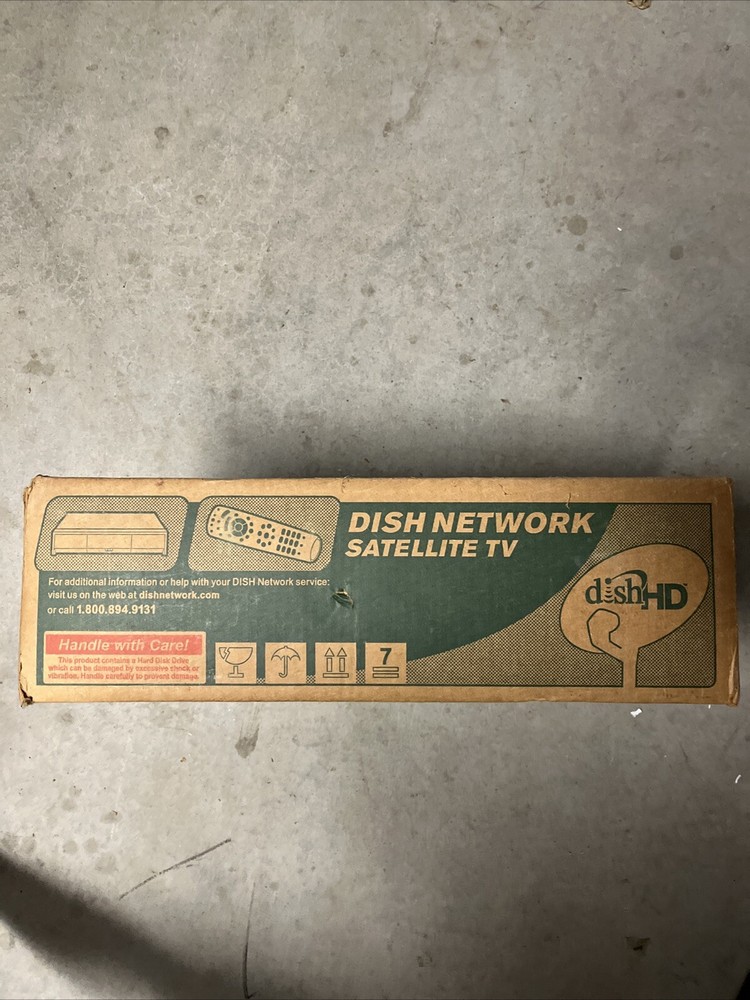 DISH NETWORK
SATELLITE TV
For additional information or help with your DISH Network service:
visit us on the web at dishnetwork.com
or call 1.800.894.9131
dishHD™
Handle with Care!
This product contains a Hard Disk Drive
which can be damaged by excessive shock or
vibration. Handle carefully to prevent damage.
7